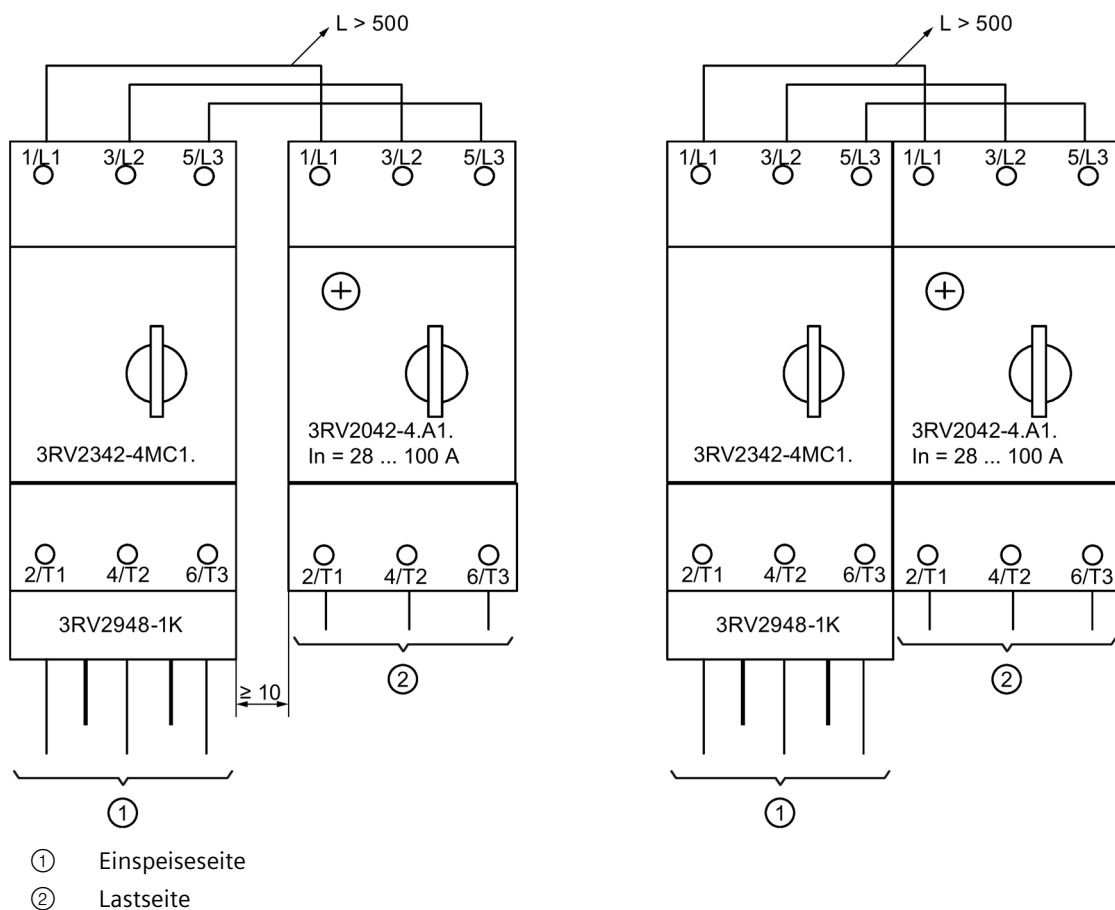 L > 500
1/L1 3/L2 5/L3 1/L1 3/L2 5/L3
3RV2342-4MC1.
3RV2042-4.A1.
In = 28 ... 100 A
2/T1 4/T2 6/T3 2/T1 4/T2 6/T3
3RV2948-1K
≥ 10
②
①
L > 500
1/L1 3/L2 5/L3 1/L1 3/L2 5/L3
3RV2342-4MC1.
3RV2042-4.A1.
In = 28 ... 100 A
2/T1 4/T2 6/T3 2/T1 4/T2 6/T3
3RV2948-1K
②
①
① Einspeiseseite
② Lastseite